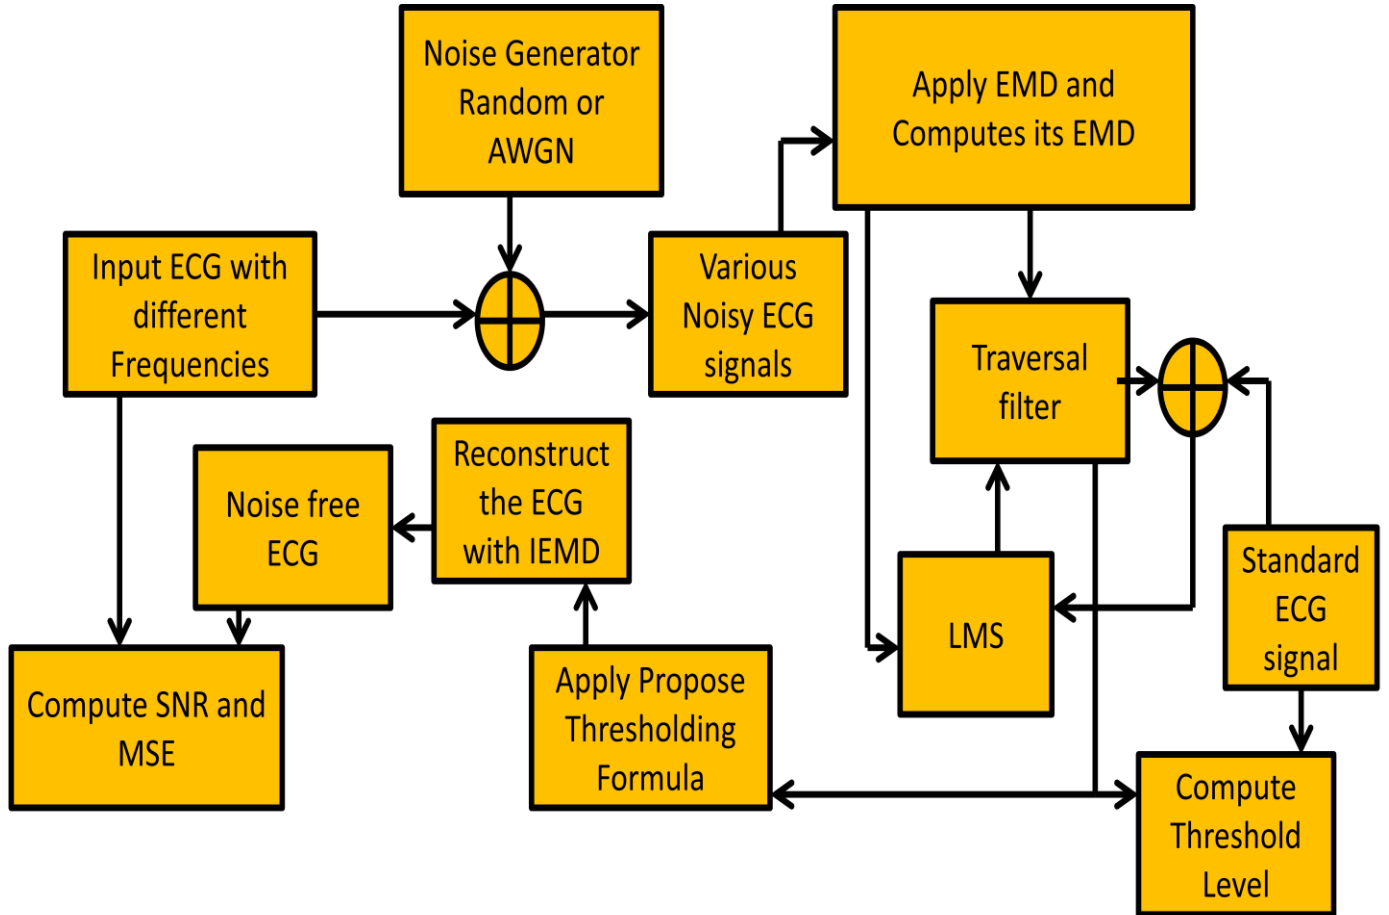 Noise Generator
Random or
AWGN
Apply EMD and
Computes its EMD
Input ECG with
different
Frequencies
Various
Noisy ECG
signals
Traversal
filter
Reconstruct
the ECG
with IEMD
Noise free
ECG
Standard
ECG
signal
LMS
Apply Propose
Thresholding
Formula
Compute SNR and
MSE
Compute
Threshold
Level